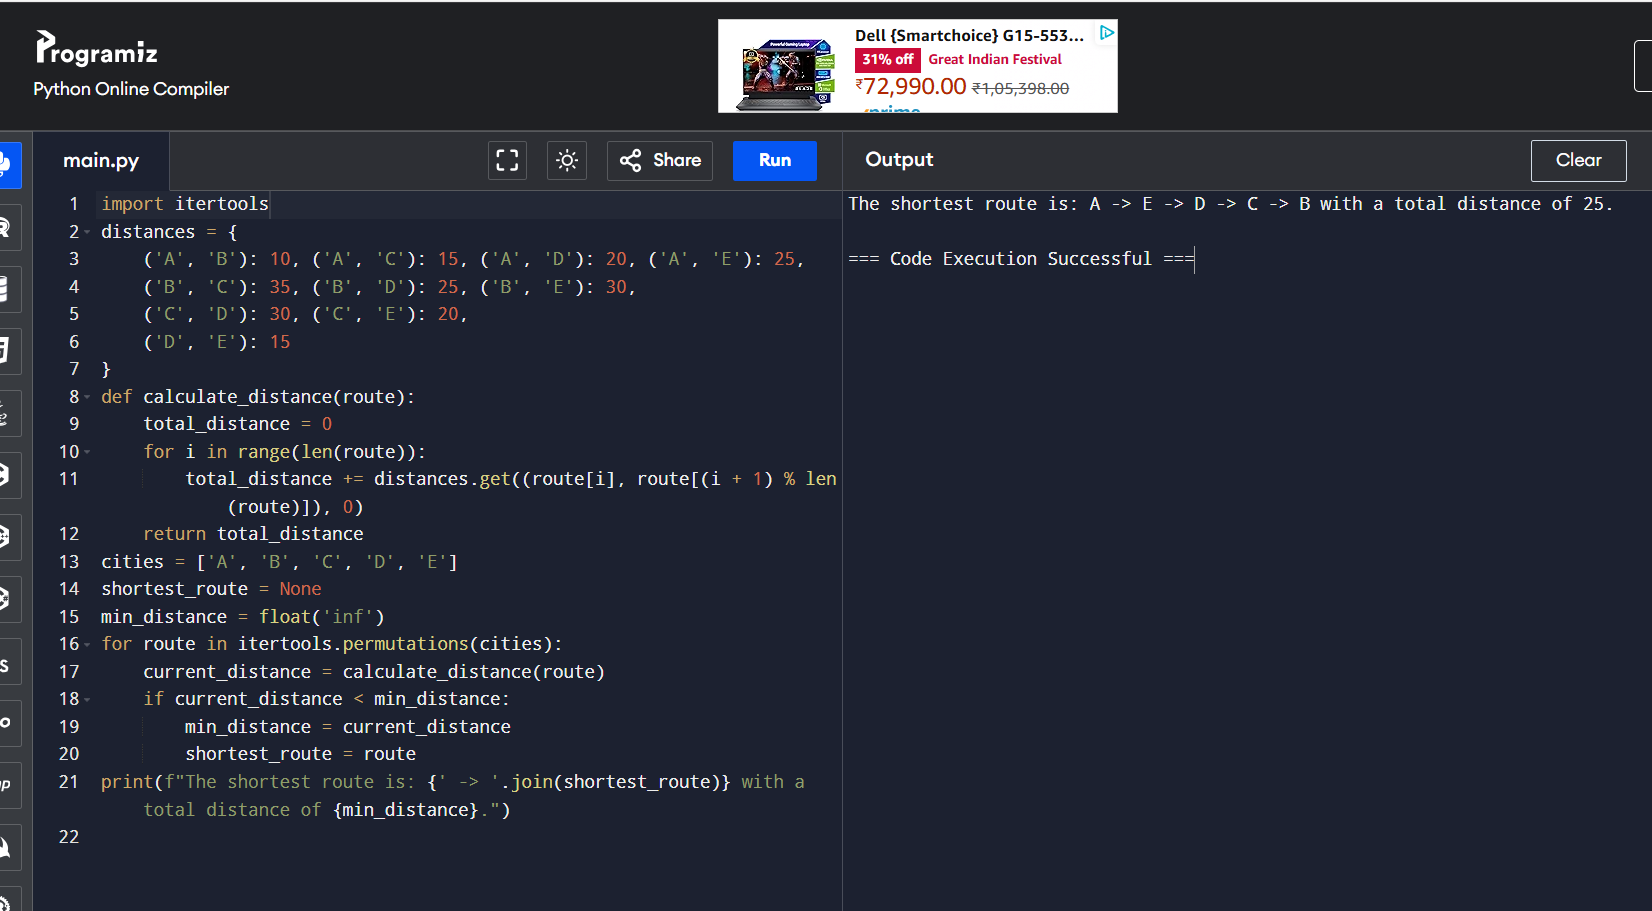 Programiz
Python Online Compiler
Dell {Smartchoice} G15-553...
31% off Great Indian Festival
₹72,990.00 ₹1,05,398.00
prime
main.py
Share
Run
Output
Clear
1 import itertools
2 distances = {
3     ('A', 'B'): 10, ('A', 'C'): 15, ('A', 'D'): 20, ('A', 'E'): 25,
4     ('B', 'C'): 35, ('B', 'D'): 25, ('B', 'E'): 30,
5     ('C', 'D'): 30, ('C', 'E'): 20,
6     ('D', 'E'): 15
7 }
8 def calculate_distance(route):
9     total_distance = 0
10     for i in range(len(route)):
11         total_distance += distances.get((route[i], route[(i + 1) % len
(route)]), 0)
12     return total_distance
13 cities = ['A', 'B', 'C', 'D', 'E']
14 shortest_route = None
15 min_distance = float('inf')
16 for route in itertools.permutations(cities):
17     current_distance = calculate_distance(route)
18     if current_distance < min_distance:
19         min_distance = current_distance
20         shortest_route = route
21 print(f"The shortest route is: {' -> '.join(shortest_route)} with a
total distance of {min_distance}.")
22
The shortest route is: A -> E -> D -> C -> B with a total distance of 25.
=== Code Execution Successful ===